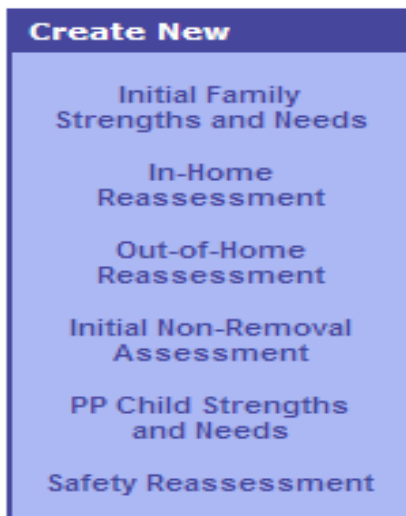 Create New
Initial Family
Strengths and Needs
In-Home
Reassessment
Out-of-Home
Reassessment
Initial Non-Removal
Assessment
PP Child Strengths
and Needs
Safety Reassessment